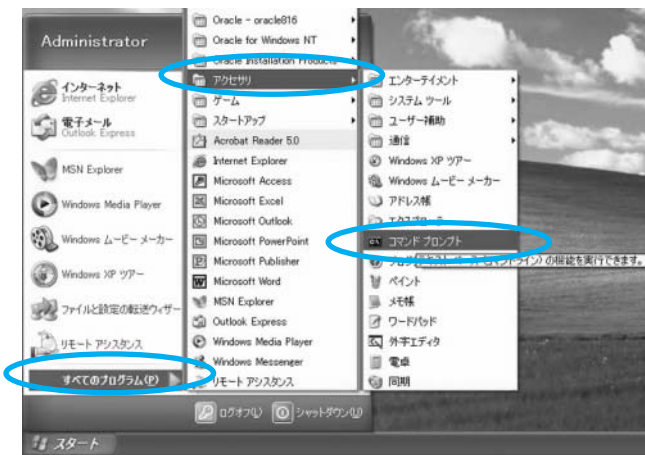 Administrator
インターネット
Internet Explorer
電子メール
Outlook Express
MSN Explorer
Windows Media Player
Windows ムービー メーカー
Windows XP ツアー
ファイルと設定の転送ウィザー
リモート アシスタンス
すべてのプログラム(P)
Oracle - oracle816
Oracle for Windows NT
Oracle Installation Products
アクセサリ
ゲーム
スタートアップ
Acrobat Reader 5.0
Internet Explorer
Microsoft Access
Microsoft Excel
Microsoft Outlook
Microsoft PowerPoint
Microsoft Publisher
Microsoft Word
MSN Explorer
Outlook Express
Windows Media Player
Windows Messenger
リモート アシスタンス
エンターテイメント
システム ツール
ユーザー補助
通信
Windows XP ツアー
Windows ムービー メーカー
アドレス帳
エクスプローラ
コマンド プロンプト
の機能を実行できます。
ペイント
メモ帳
ワードパッド
外字エディタ
電卓
同期
ログオフ(L)
シャットダウン(U)
スタート